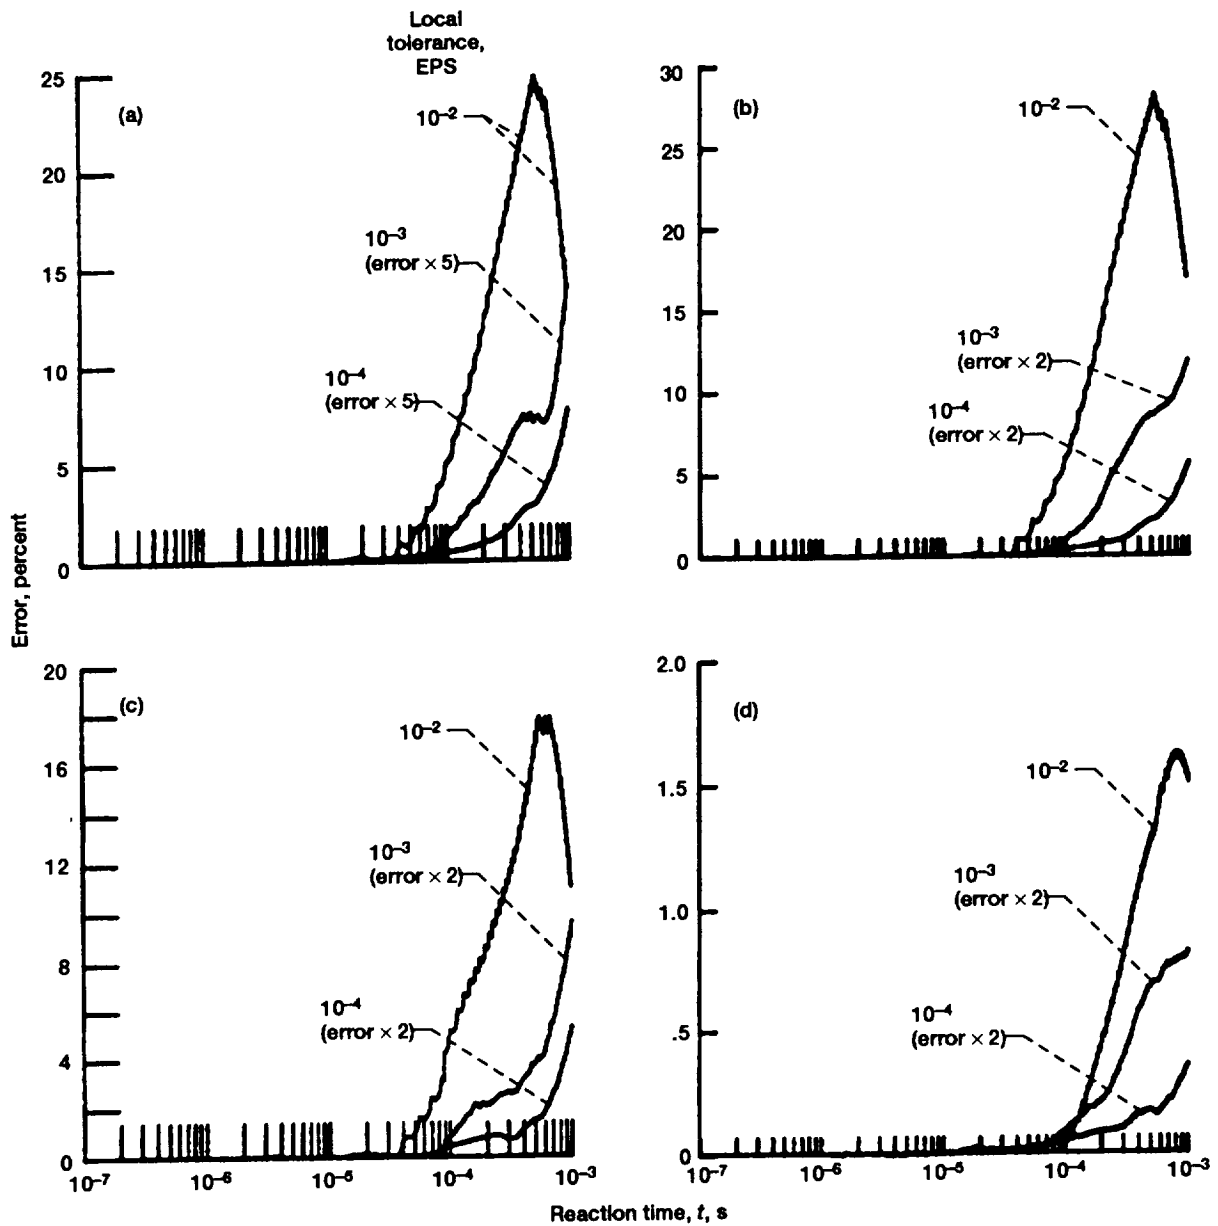 Local
tolerance,
EPS
25
20
15
10
5
0
(a)
10–2
10–3
(error × 5)
10–4
(error × 5)
30
25
20
15
10
5
0
(b)
10–2
10–3
(error × 2)
10–4
(error × 2)
Error, percent
20
16
12
8
4
0
(c)
10–2
10–3
(error × 2)
10–4
(error × 2)
10–7
10–6
10–5
10–4
10–3
2.0
1.5
1.0
.5
0
(d)
10–2
10–3
(error × 2)
10–4
(error × 2)
10–7
10–6
10–5
10–4
10–3
Reaction time, t, s